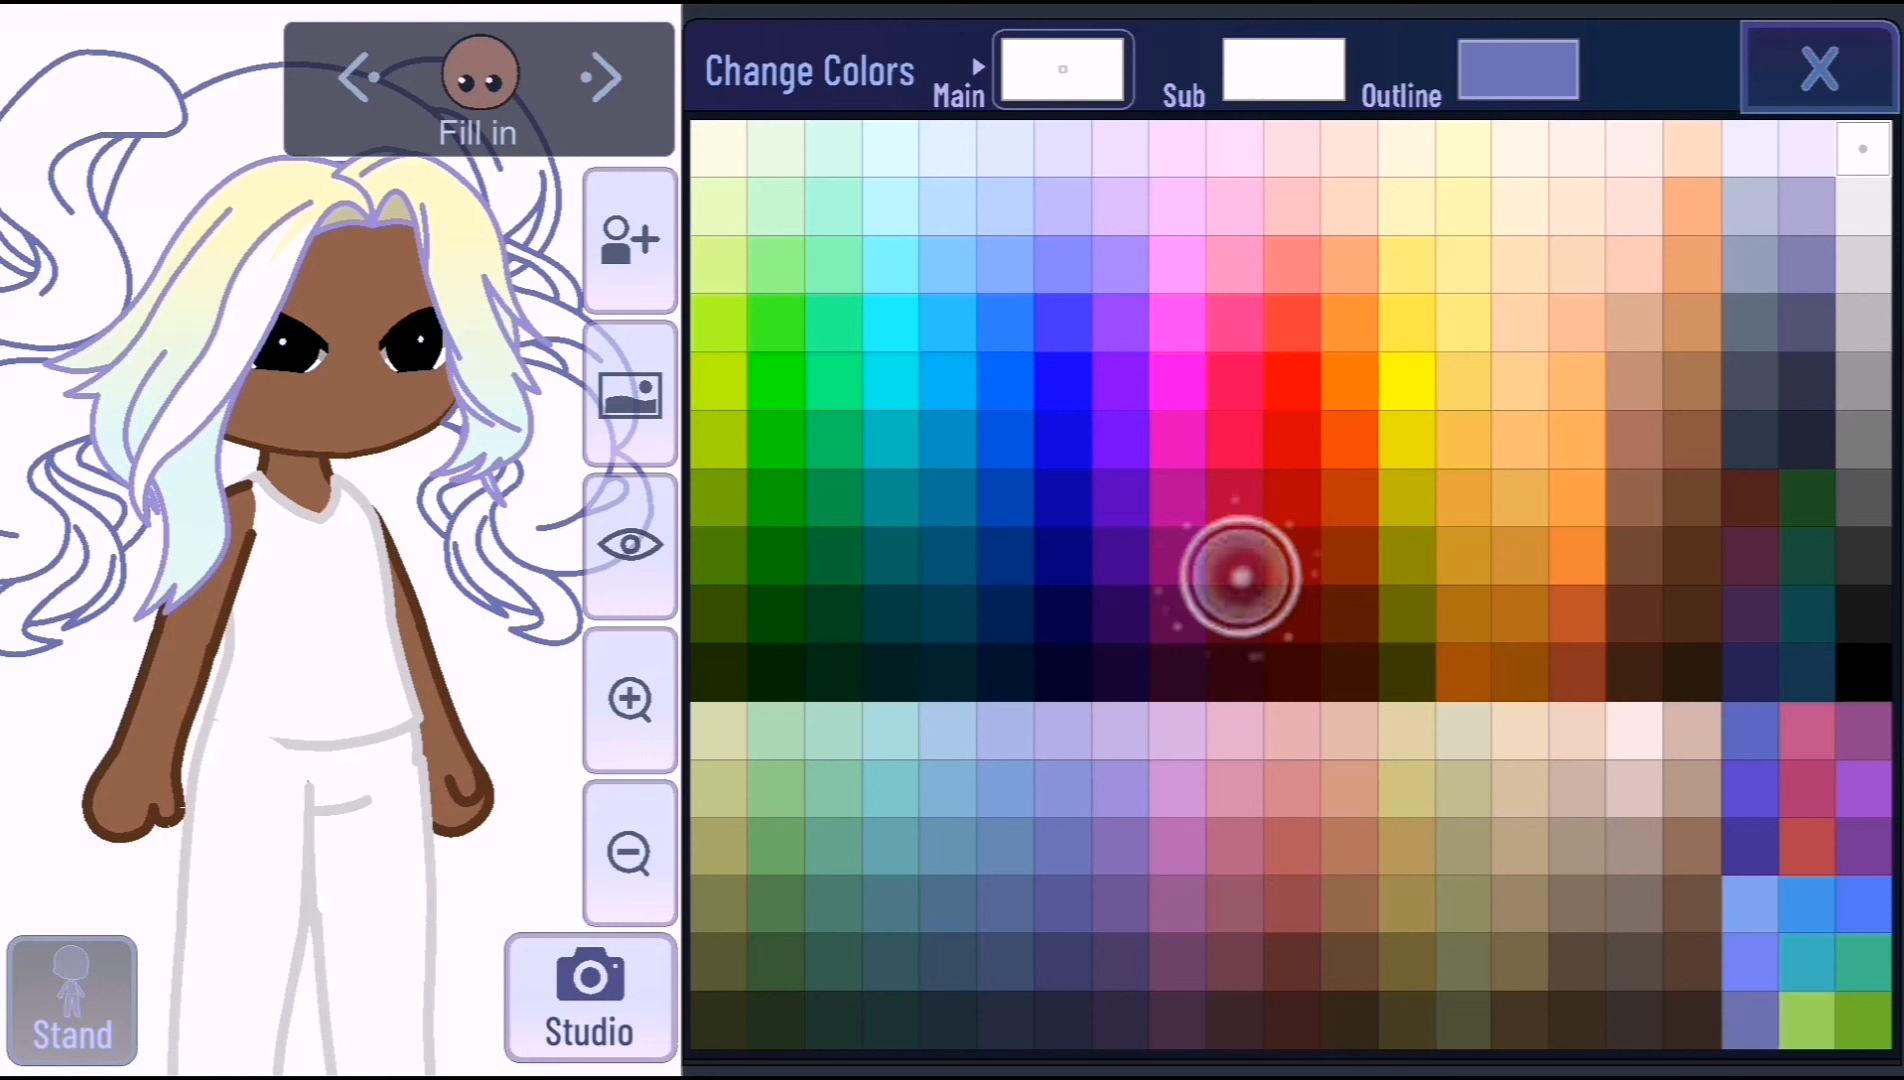 Fill in
Change Colors
Main
Sub
Outline
X
Stand
Studio